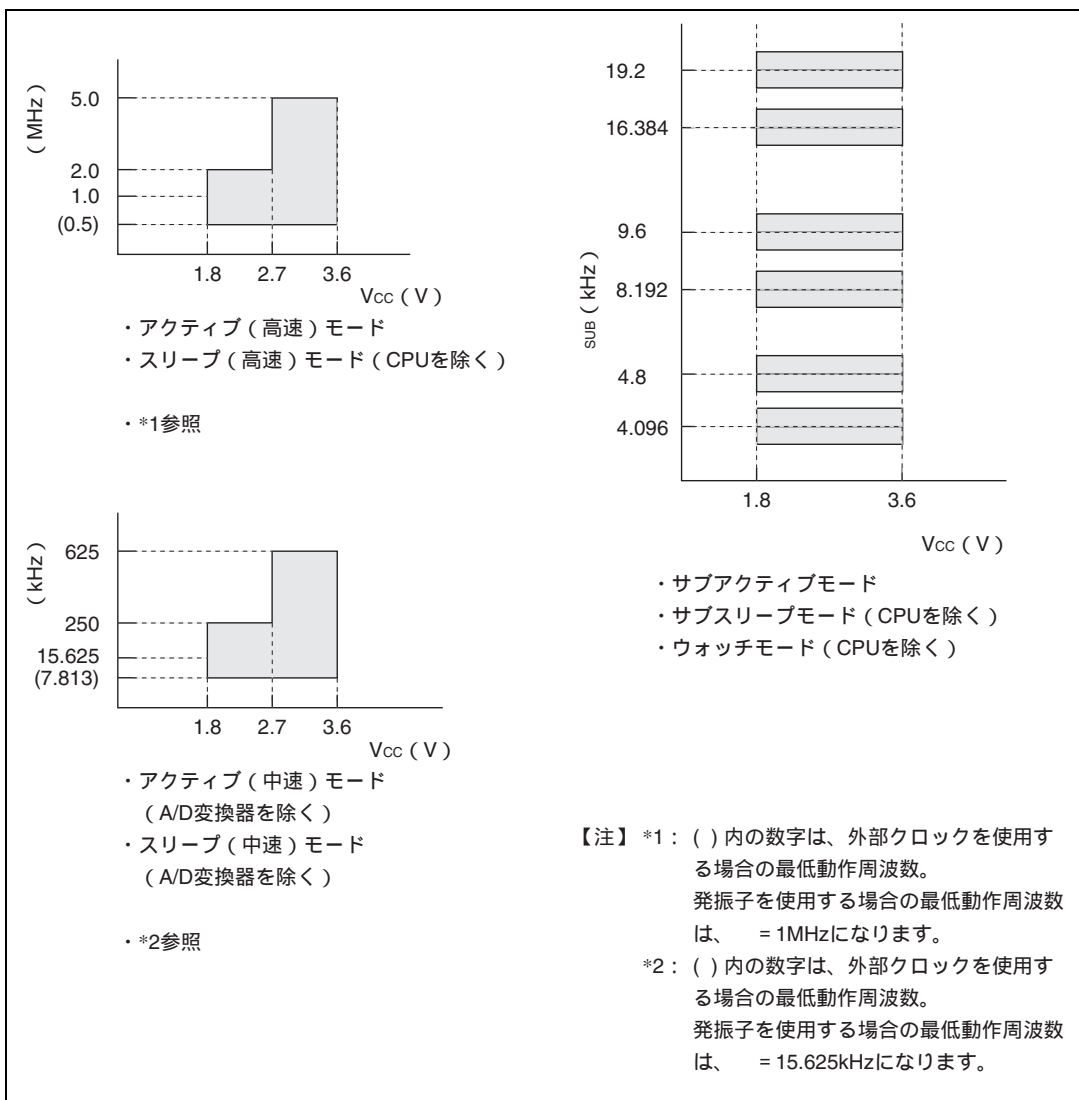 (MHz)
5.0
2.0
1.0
(0.5)
1.8 2.7 3.6
Vcc(V)
・アクティブ(高速)モード
・スリープ(高速)モード(CPUを除く)
・*1参照
(kHz)
625
250
15.625
(7.813)
1.8 2.7 3.6
Vcc(V)
・アクティブ(中速)モード
(A/D変換器を除く)
・スリープ(中速)モード
(A/D変換器を除く)
・*2参照
SUB(kHz)
19.2
16.384
9.6
8.192
4.8
4.096
1.8 3.6
Vcc(V)
・サブアクティブモード
・サブスリープモード(CPUを除く)
・ウォッチモード(CPUを除く)
【注】 *1: ( )内の数字は、外部クロックを使用す
る場合の最低動作周波数。
発振子を使用する場合の最低動作周波数
は、 =1MHzになります。
*2: ( )内の数字は、外部クロックを使用す
る場合の最低動作周波数。
発振子を使用する場合の最低動作周波数
は、 =15.625kHzになります。